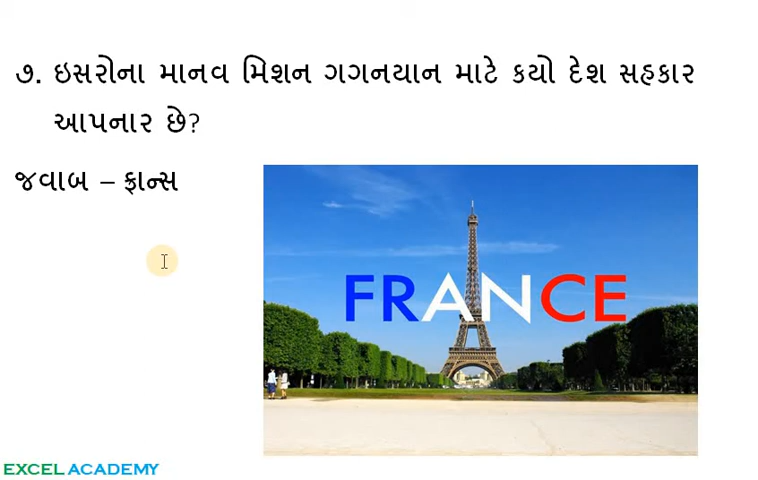 ૭. ઇસરોના માનવ મિશન ગગનયાન માટે કયો દેશ સહકાર
આપનાર છે?
જવાબ – ફ્રાન્સ
FRANCE
EXCEL ACADEMY